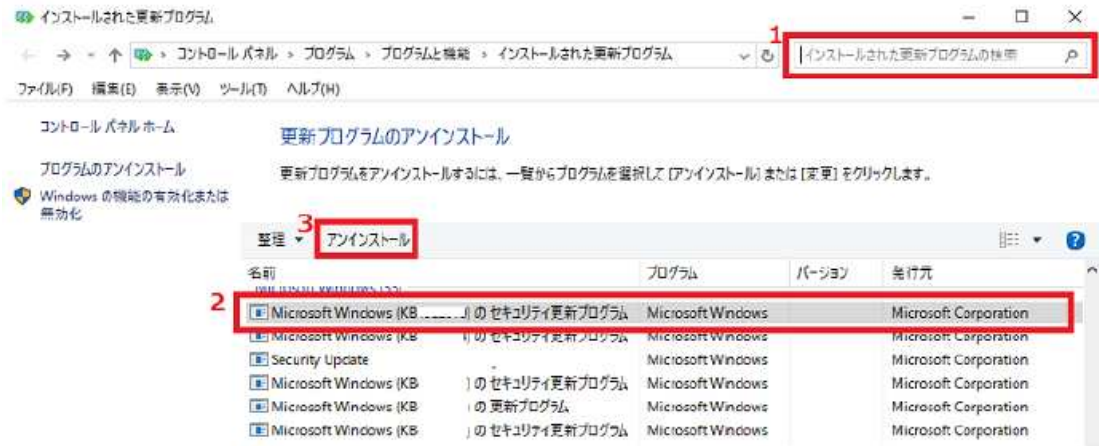 インストールされた更新プログラム
1
コントロール パネル > プログラム > プログラムと機能 > インストールされた更新プログラム
インストールされた更新プログラムの検索
ファイル(F) 編集(E) 表示(V) ツール(T) ヘルプ(H)
コントロール パネル ホーム
プログラムのアンインストール
Windows の機能の有効化または
無効化
更新プログラムのアンインストール
更新プログラムをアンインストールするには、一覧からプログラムを選択して [アンインストール] または [変更] をクリックします。
3
整理 アンインストール
名前 プログラム バージョン 発行元
Microsoft Windows (55)
2
Microsoft Windows (KB ) の セキュリティ更新プログラム Microsoft Windows Microsoft Corporation
Microsoft Windows (KB ) の セキュリティ更新プログラム Microsoft Windows Microsoft Corporation
Security Update Microsoft Windows Microsoft Corporation
Microsoft Windows (KB ) の セキュリティ更新プログラム Microsoft Windows Microsoft Corporation
Microsoft Windows (KB ) の 更新プログラム Microsoft Windows Microsoft Corporation
Microsoft Windows (KB ) の セキュリティ更新プログラム Microsoft Windows Microsoft Corporation